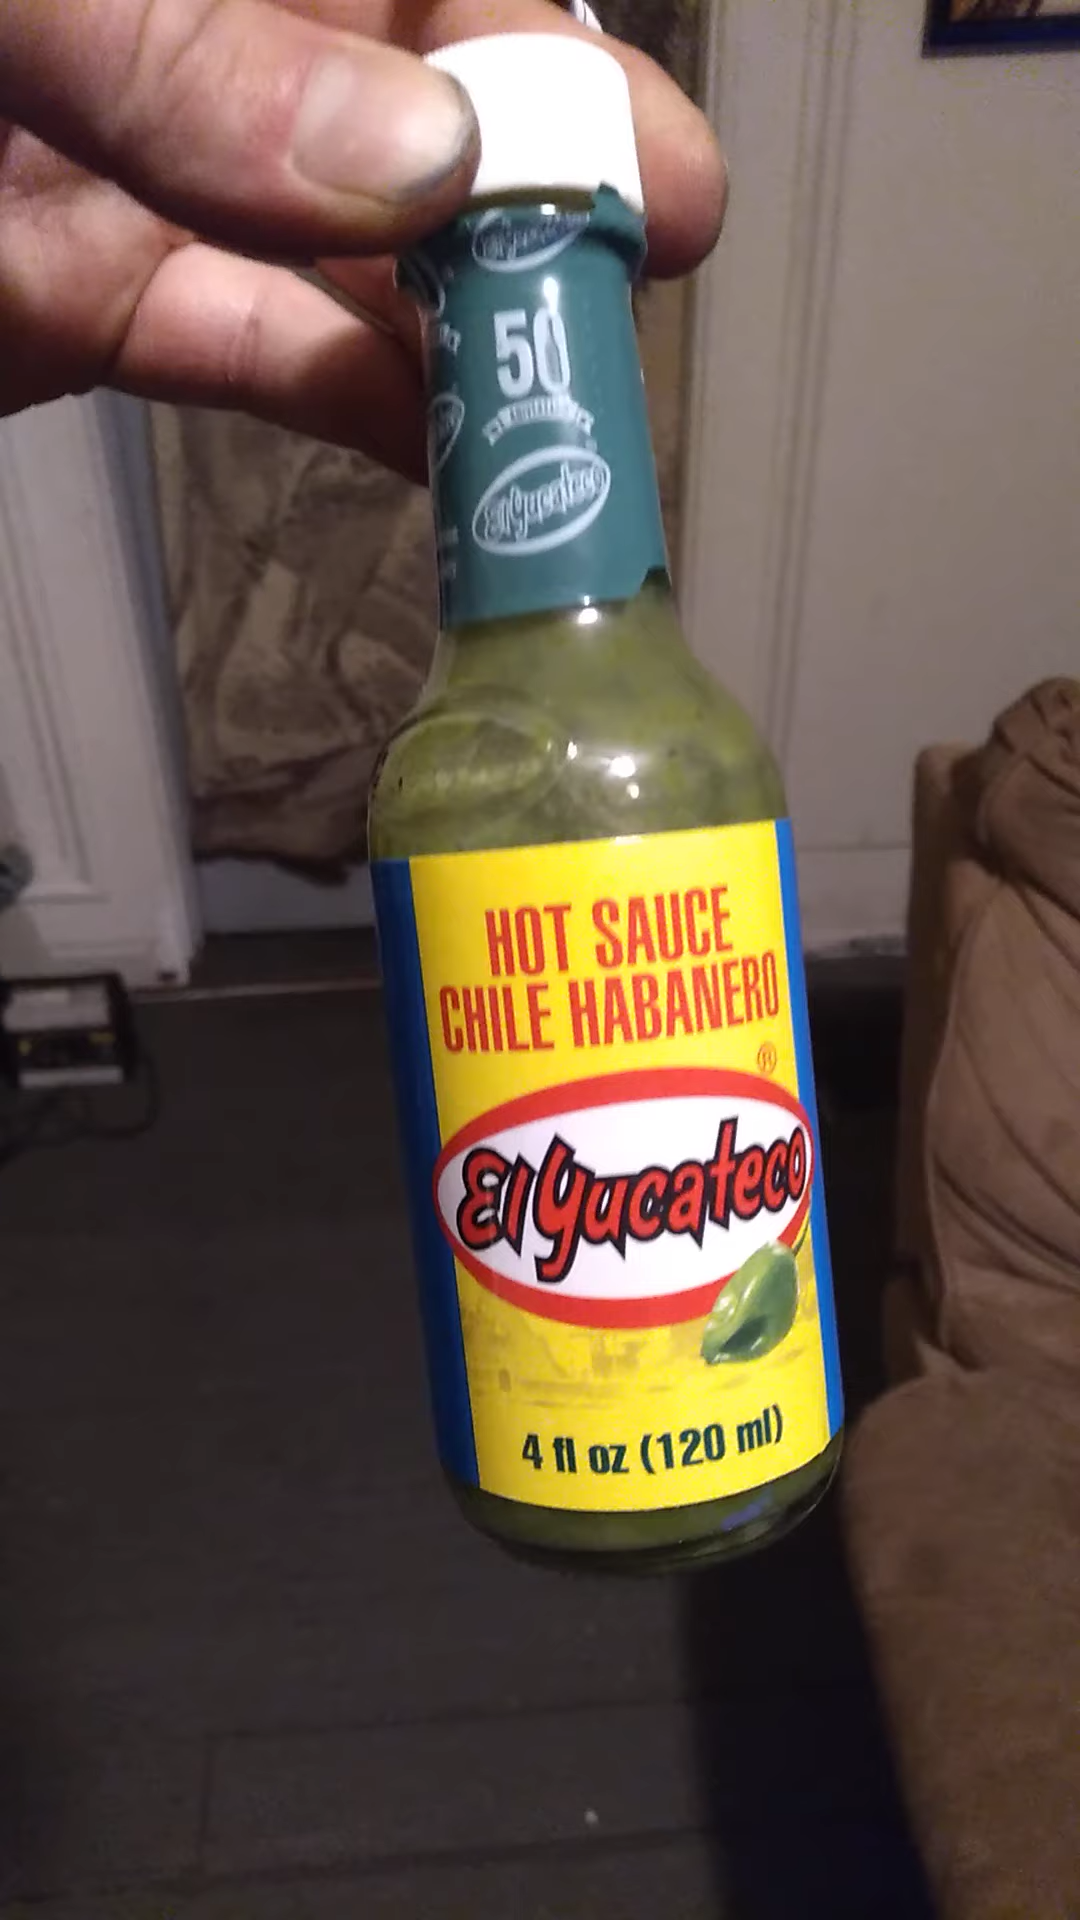 El Yucateco
50
El Yucateco
HOT SAUCE
CHILE HABANERO
®
El Yucateco
4 fl oz (120 ml)